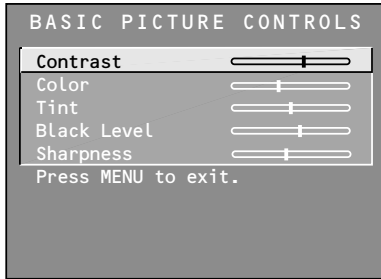 BASIC PICTURE CONTROLS
Contrast
Color
Tint
Black Level
Sharpness
Press MENU to exit.